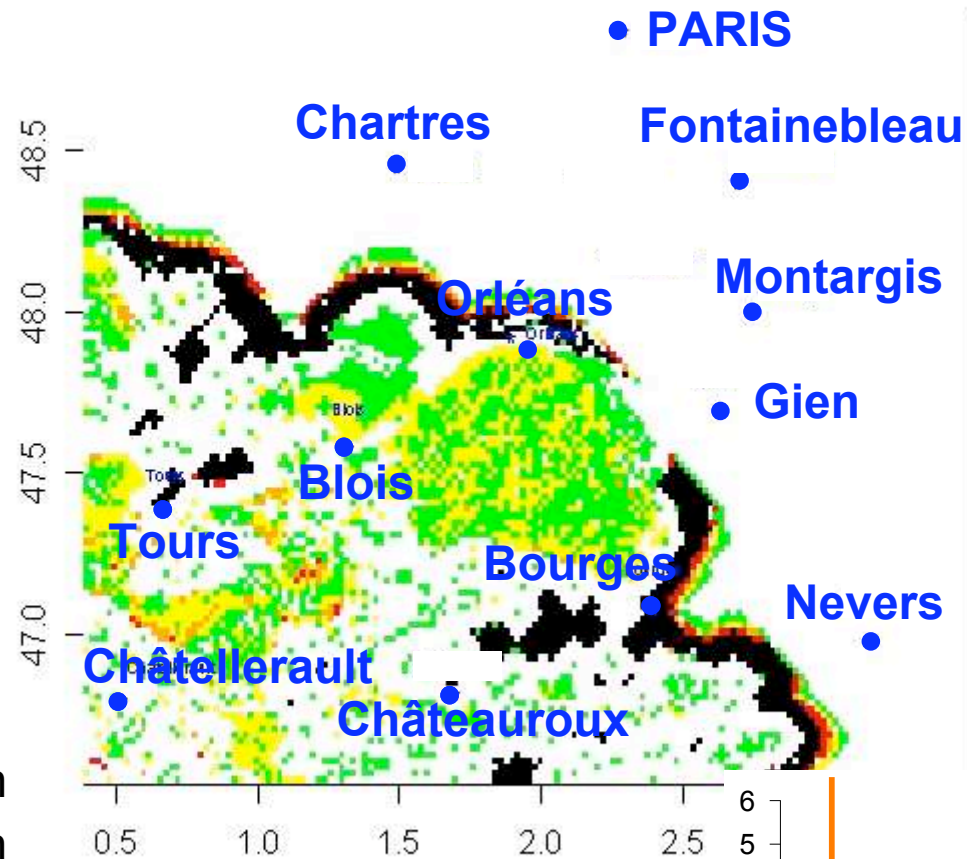 PARIS
Chartres
Fontainebleau
48.5
Montargis
Orléans
48.0
Gien
Blois
Blois
47.5
Tours
Bourges
Nevers
47.0
Châtellerault
Châteauroux
n
n
0.5 1.0 1.5 2.0 2.5
6
5